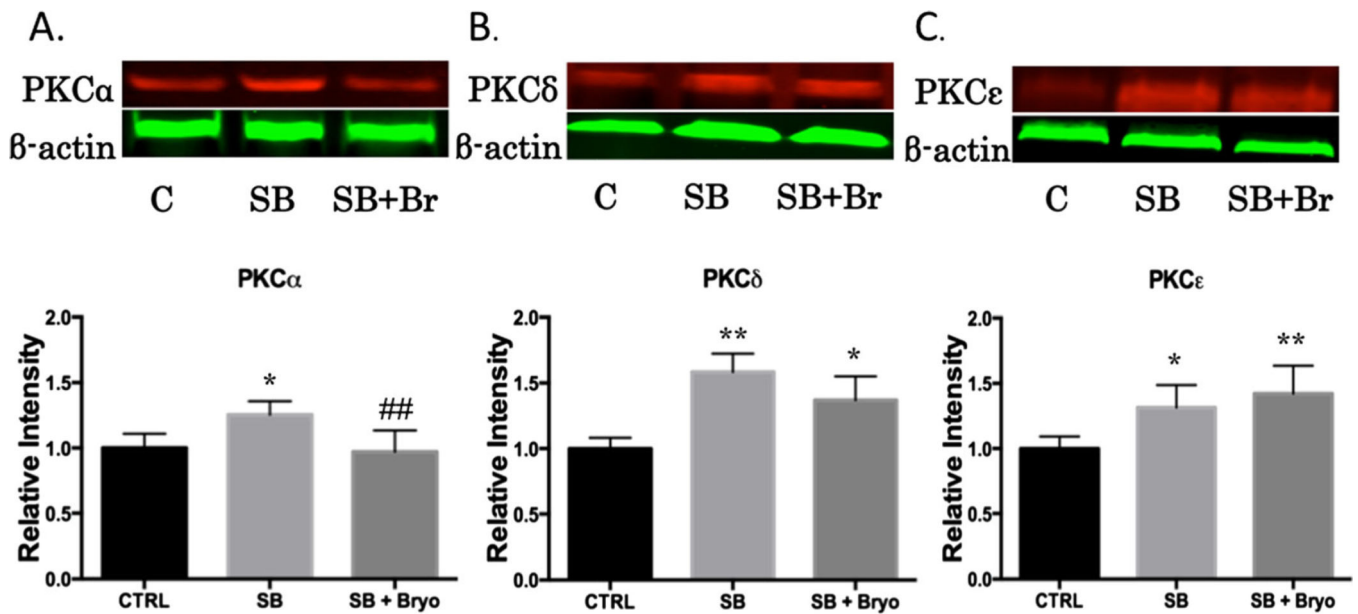 A.
PKCα
β-actin
C SB SB+Br
B.
PKCδ
β-actin
C SB SB+Br
C.
PKCε
β-actin
C SB SB+Br
PKCα
Relative Intensity
2.0
1.5
1.0
0.5
0.0
*
##
CTRL SB SB + Bryo
PKCδ
Relative Intensity
2.0
1.5
1.0
0.5
0.0
**
*
CTRL SB SB + Bryo
PKCε
Relative Intensity
2.0
1.5
1.0
0.5
0.0
*
**
CTRL SB SB + Bryo